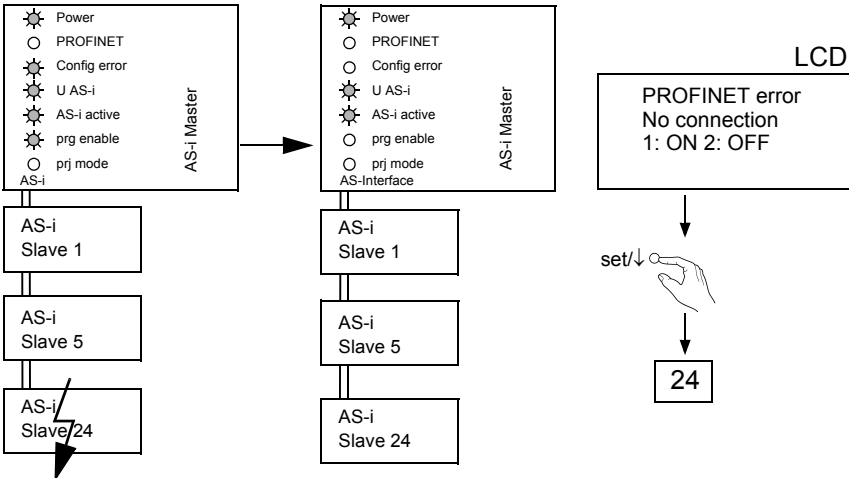 Power
PROFINET
Config error
U AS-i
AS-i active
prg enable
prj mode
AS-i
AS-i Master
AS-i
Slave 1
AS-i
Slave 5
AS-i
Slave 24
Power
PROFINET
Config error
U AS-i
AS-i active
prg enable
prj mode
AS-Interface
AS-i Master
AS-i
Slave 1
AS-i
Slave 5
AS-i
Slave 24
LCD
PROFINET error
No connection
1: ON 2: OFF
set/↓
24